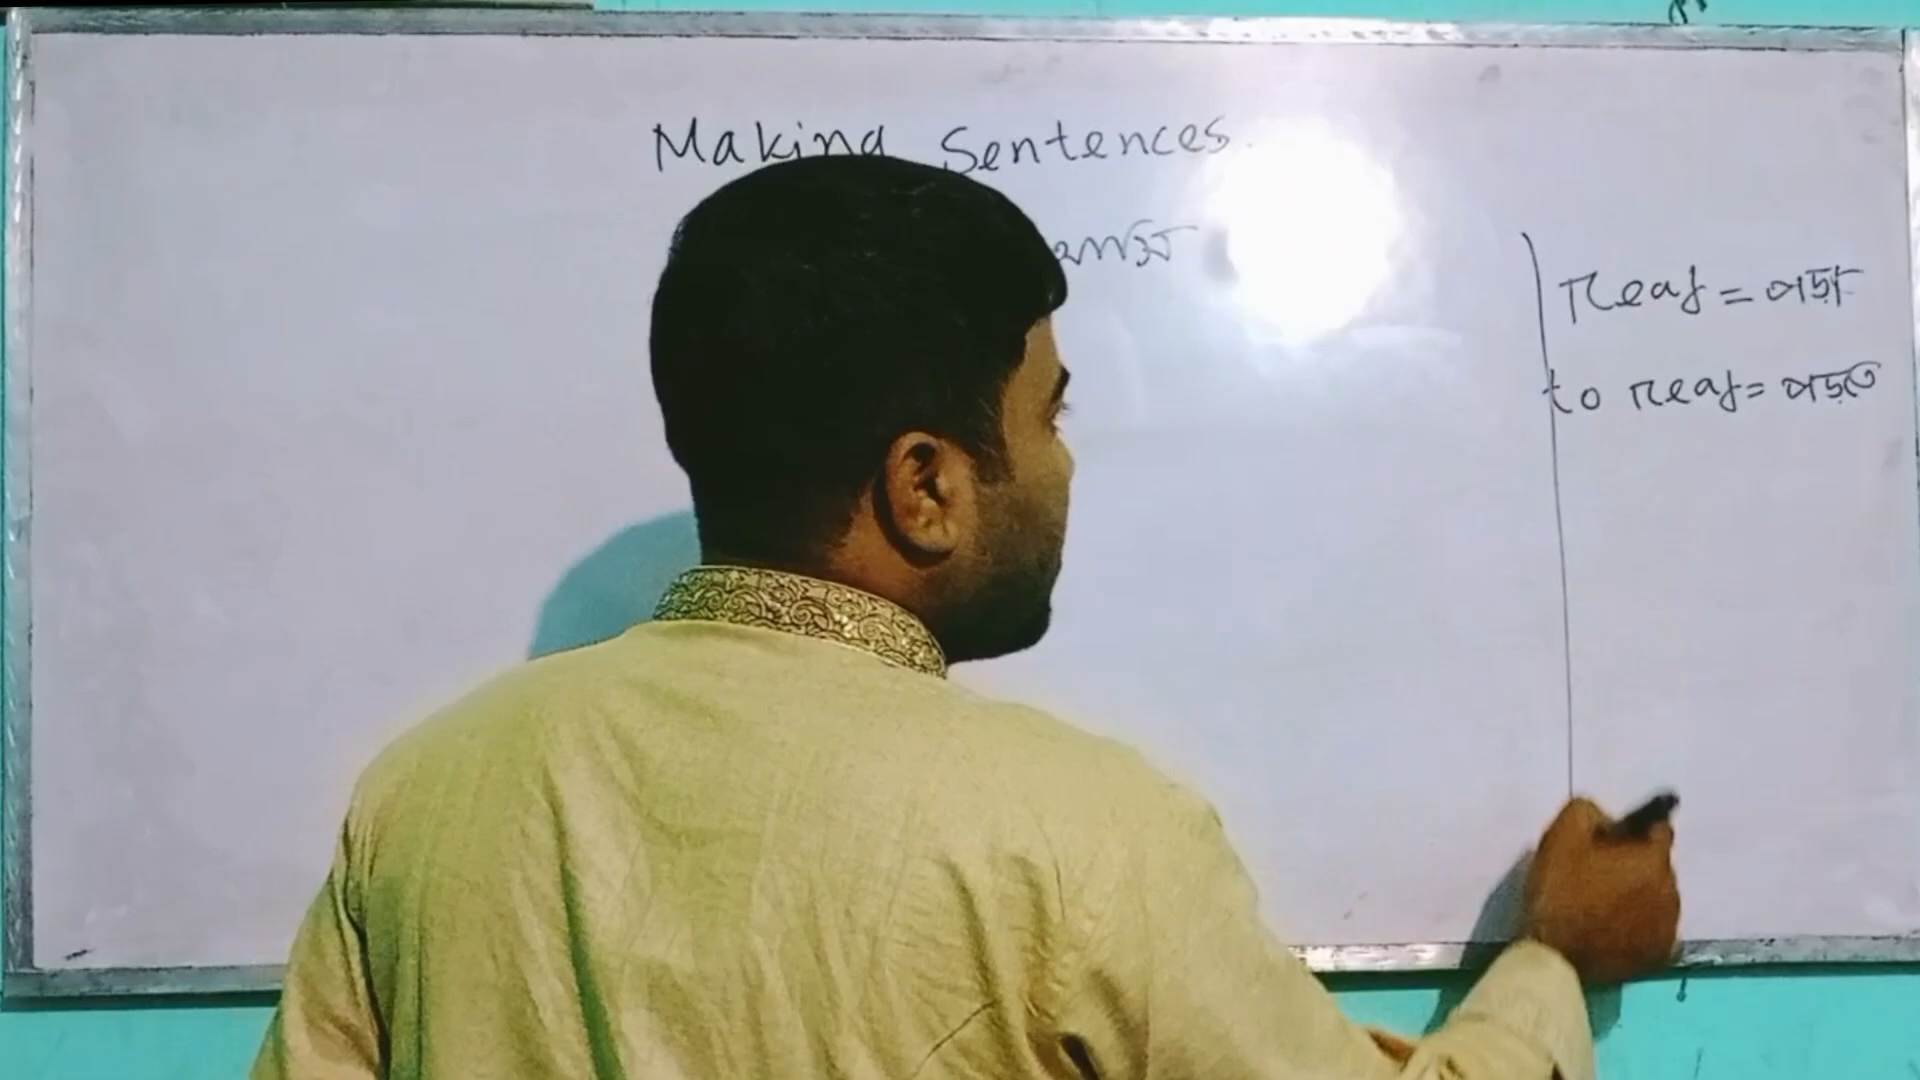 Making Sentences.
Read = পড়া
to read = পড়তে